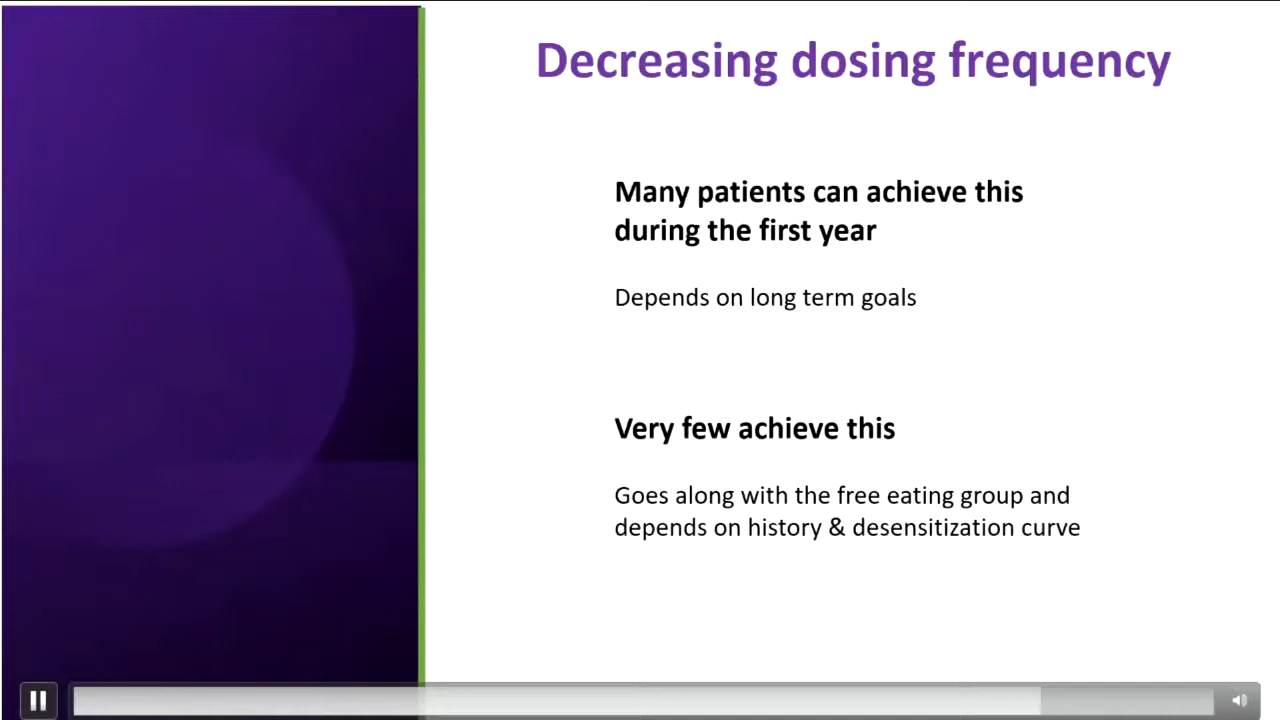 Decreasing dosing frequency
Many patients can achieve this
during the first year
Depends on long term goals
Very few achieve this
Goes along with the free eating group and
depends on history & desensitization curve